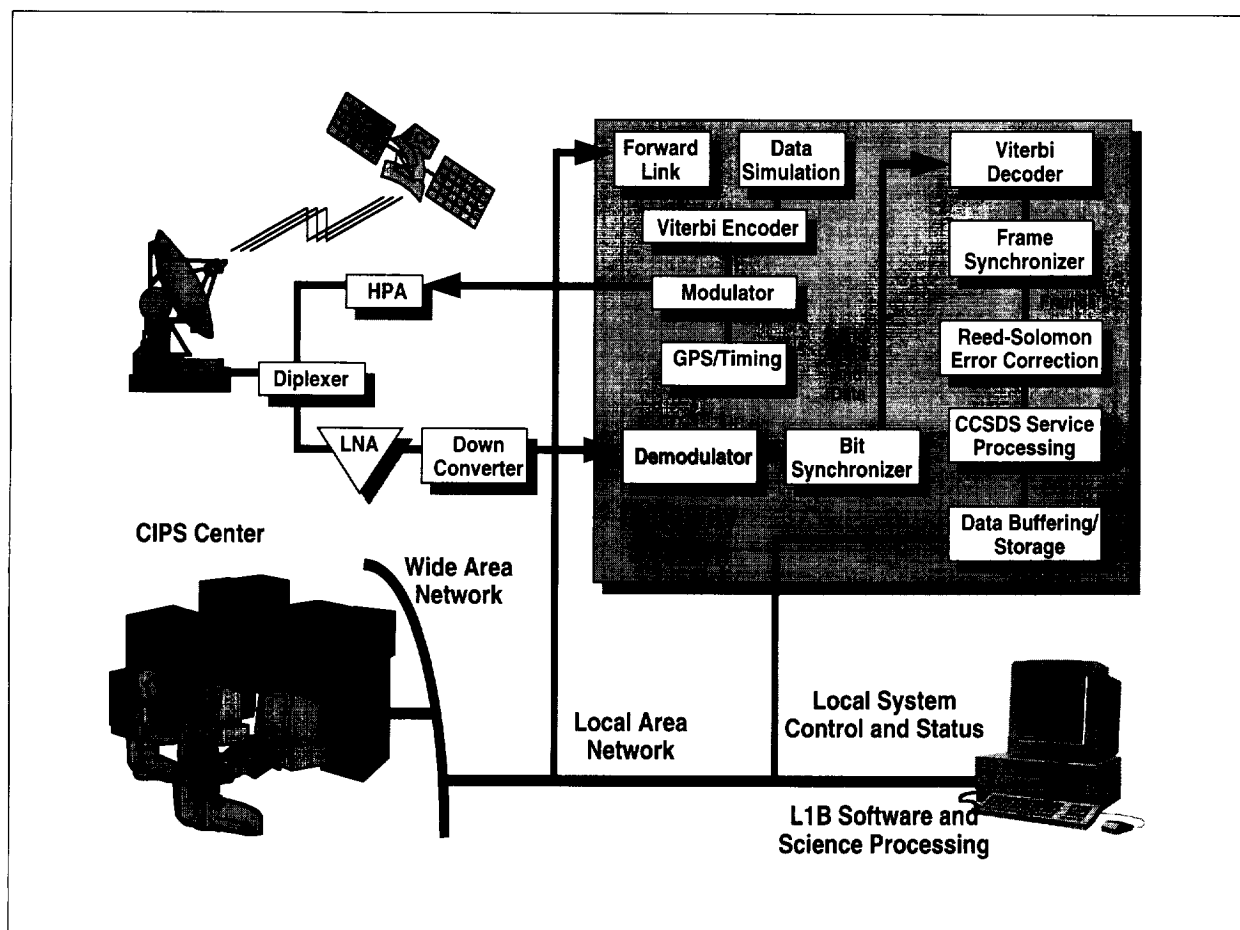 Forward
Link
Data
Simulation
Viterbi
Decoder
Viterbi Encoder
Frame
Synchronizer
HPA
Modulator
Reed-Solomon
Error Correction
GPS/Timing
Diplexer
Data
CCSDS Service
Processing
LNA
Down
Converter
Demodulator
Bit
Synchronizer
Data Buffering/
Storage
CIPS Center
Wide Area
Network
Local Area
Network
Local System
Control and Status
L1B Software and
Science Processing